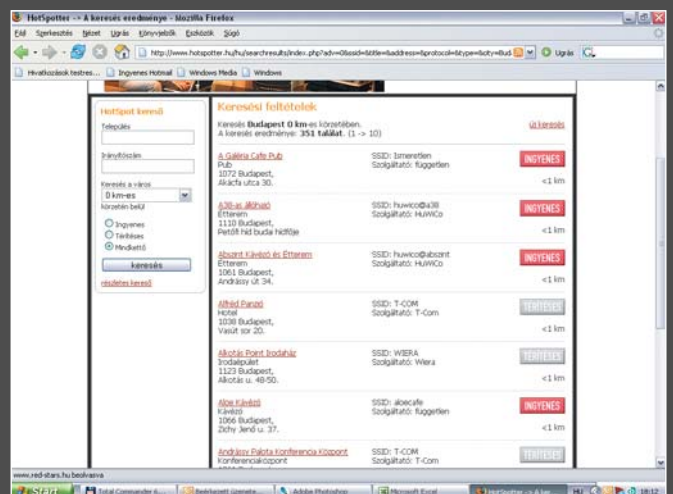 HotSpotter -> A keresés eredménye - Mozilla Firefox
Fájl Szerkesztés Nézet Ugrás Könyvjelzők Eszközök Súgó
Ugrás
Hivatkozások testres... Ingyenes Hotmail Windows Media Windows
HotSpot kereső
Település
Irányítószám
Keresés a város
0 km-es
körzetén belül
Ingyenes
Térítéses
Mindkettő
keresés
részletes kereső
Keresési feltételek
Keresés Budapest 0 km-es körzetében.
A keresés eredménye: 351 találat. (1 -> 10)
új keresés
A Galéria Cafe Pub
Pub
1072 Budapest,
Akácfa utca 30.
SSID: Ismeretlen
Szolgáltató: független
INGYENES
<1 km
A38-as állóhajó
Étterem
1110 Budapest,
Petőfi híd budai hídfője
SSID: huwico@a38
Szolgáltató: HuWiCo
INGYENES
<1 km
Abszint Kávézó és Étterem
Étterem
1061 Budapest,
Andrássy út 34.
SSID: huwico@abszint
Szolgáltató: HuWiCo
INGYENES
<1 km
Alfréd Panzió
Hotel
1038 Budapest,
Vasút sor 20.
SSID: T-COM
Szolgáltató: T-Com
TÉRÍTÉSES
<1 km
Alkotás Point Irodaház
Irodaépület
1123 Budapest,
Alkotás u. 48-50.
SSID: WIERA
Szolgáltató: Wiera
TÉRÍTÉSES
<1 km
Aloe Kávézó
Kávézó
1066 Budapest,
Zichy Jenő u. 37.
SSID: aloecafe
Szolgáltató: független
INGYENES
<1 km
Andrássy Palota Konferencia Központ
Konferenciaközpont
SSID: T-COM
Szolgáltató: T-Com
TÉRÍTÉSES
www.red-stars.hu beolvasva
Start Total Commander 6.... Beérkezett üzenete... Adobe Photoshop Microsoft Excel HotSpotter -> A ker... HU 18:12